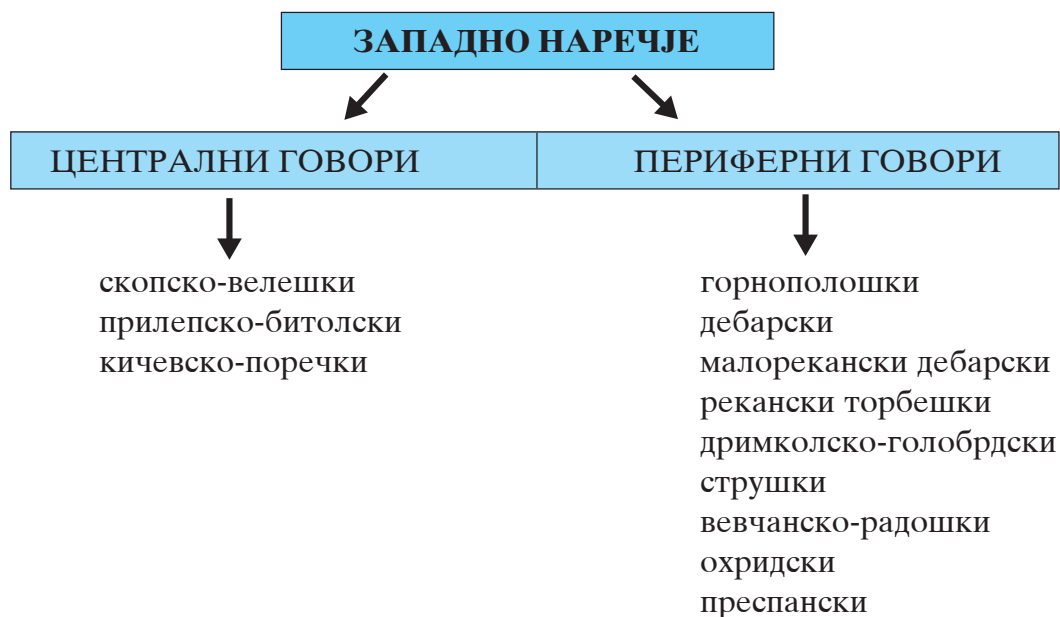 ЗАПАДНО НАРЕЧЈЕ
ЦЕНТРАЛНИ ГОВОРИ
ПЕРИФЕРНИ ГОВОРИ
скопско-велешки
прилепско-битолски
кичевско-поречки
горнополошки
дебарски
малорекански дебарски
рекански торбешки
дримколско-голобрдски
струшки
вевчанско-радошки
охридски
преспански